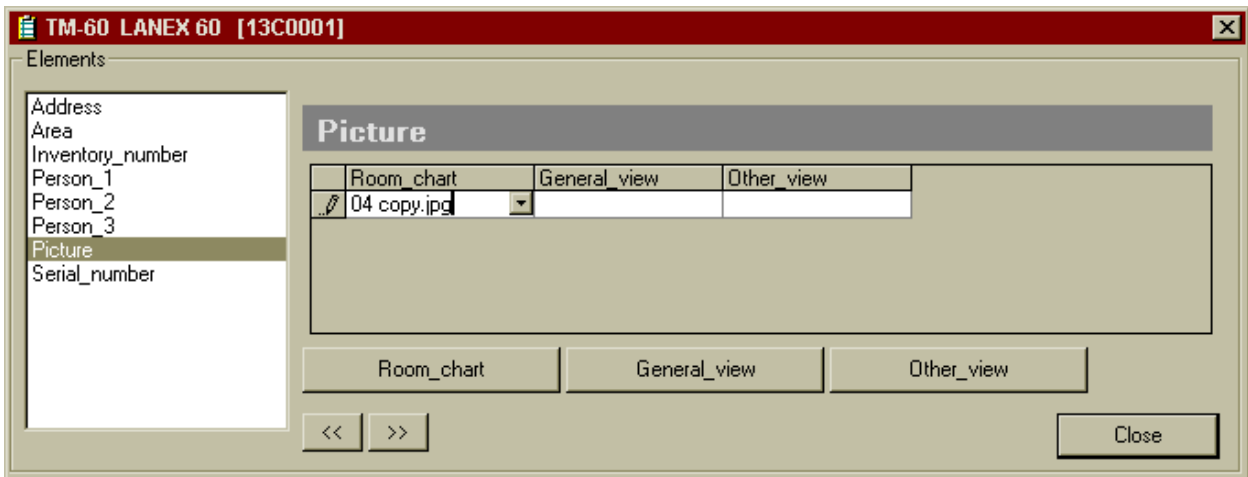 TM-60 LANEX 60 [13C0001]
Elements
Address
Area
Inventory_number
Person_1
Person_2
Person_3
Picture
Serial_number
Picture
Room_chart General_view Other_view
04 copy.jpg
Room_chart General_view Other_view
<< >>
Close